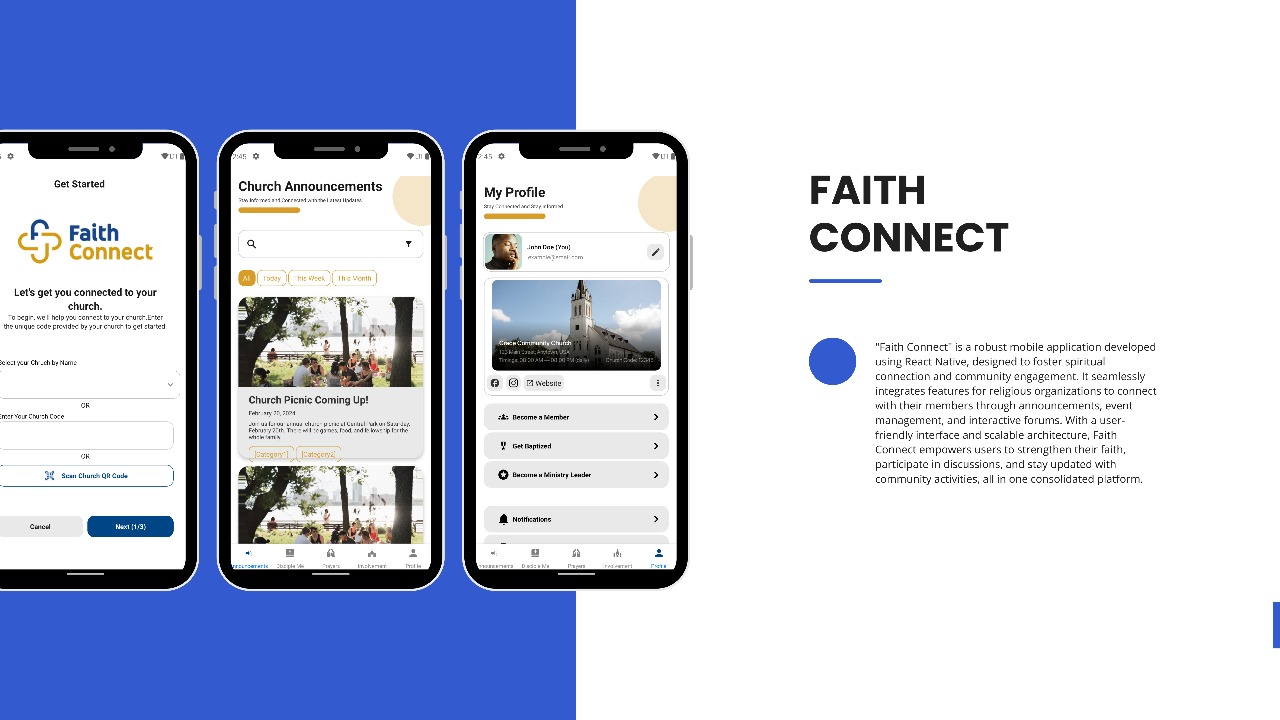 Get Started
Faith
Connect
Let's get you connected to your
church.
To begin, we'll help you connect to your church.Enter
the unique code provided by your church to get started.
Select your Chruch by Name
OR
Enter Your Church Code
OR
Scan Church QR Code
Cancel
Next (1/3)
2:45
LTE
Church Announcements
Stay Informed and Connected with the Latest Updates
All
Today
This Week
This Month
Church Picnic Coming Up!
February 20, 2024
Join us for our annual church picnic at Central Park on Saturday,
February 20th. There will be games, food, and fellowship for the
whole family.
[Category1]
[Category2]
Announcements
Disciple Me
Prayers
Involvement
Profile
2:45
LTE
My Profile
Stay Connected and Stay Informed
John Doe (You)
example@email.com
Grace Community Church
123 Main Street, Anytown, USA
Timings: 08:00 AM — 08:00 PM (daily)
Church Code: 12345
Website
Become a Member
Get Baptized
Become a Ministry Leader
Notifications
Announcements
Disciple Me
Prayers
Involvement
Profile
FAITH
CONNECT
"Faith Connect" is a robust mobile application developed
using React Native, designed to foster spiritual
connection and community engagement. It seamlessly
integrates features for religious organizations to connect
with their members through announcements, event
management, and interactive forums. With a user-
friendly interface and scalable architecture, Faith
Connect empowers users to strengthen their faith,
participate in discussions, and stay updated with
community activities, all in one consolidated platform.